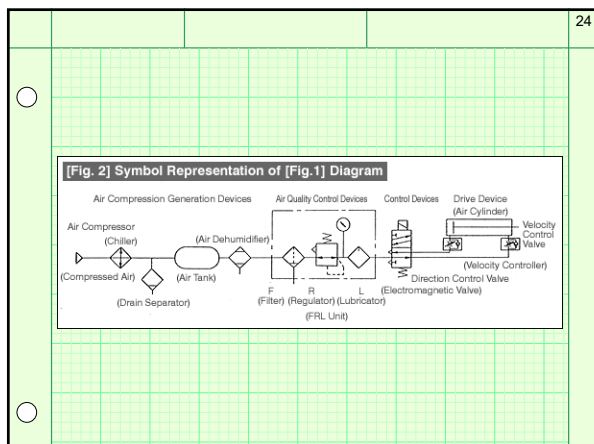 24
[Fig. 2] Symbol Representation of [Fig.1] Diagram
Air Compression Generation Devices
Air Quality Control Devices
Control Devices
Drive Device
(Air Cylinder)
Air Compressor
(Chiller)
(Air Dehumidifier)
Velocity
Control
Valve
(Compressed Air)
(Air Tank)
(Velocity Controller)
(Drain Separator)
F R L
(Filter) (Regulator) (Lubricator)
(FRL Unit)
Direction Control Valve
(Electromagnetic Valve)